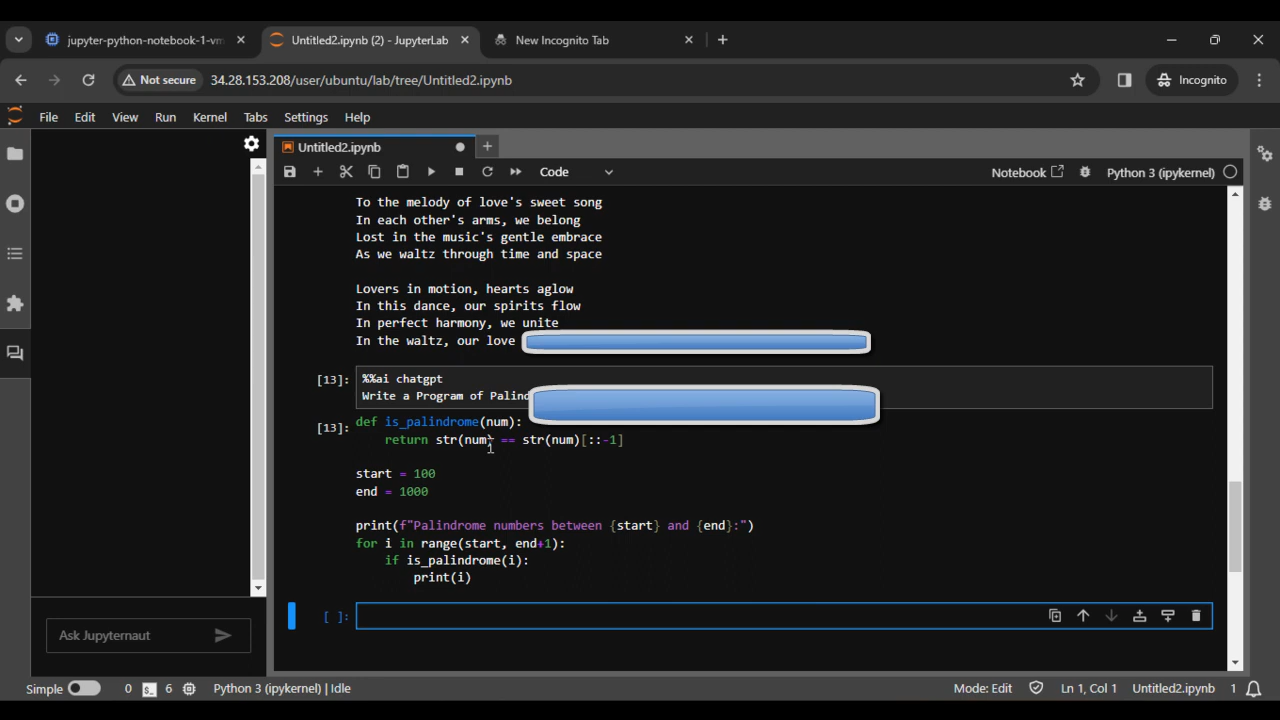 jupyter-python-notebook-1-vm
Untitled2.ipynb (2) - JupyterLab
New Incognito Tab
Not secure
34.28.153.208/user/ubuntu/lab/tree/Untitled2.ipynb
Incognito
File Edit View Run Kernel Tabs Settings Help
Untitled2.ipynb
Code
Notebook
Python 3 (ipykernel)
To the melody of love's sweet song
In each other's arms, we belong
Lost in the music's gentle embrace
As we waltz through time and space
Lovers in motion, hearts aglow
In this dance, our spirits flow
In perfect harmony, we unite
In the waltz, our love
[13]: %%ai chatgpt
Write a Program of Palind
[13]: def is_palindrome(num):
return str(num) == str(num)[::-1]
start = 100
end = 1000
print(f"Palindrome numbers between {start} and {end}:")
for i in range(start, end+1):
if is_palindrome(i):
print(i)
[ ]:
Ask Jupyternaut
Simple 0 6 Python 3 (ipykernel) | Idle Mode: Edit Ln 1, Col 1 Untitled2.ipynb 1